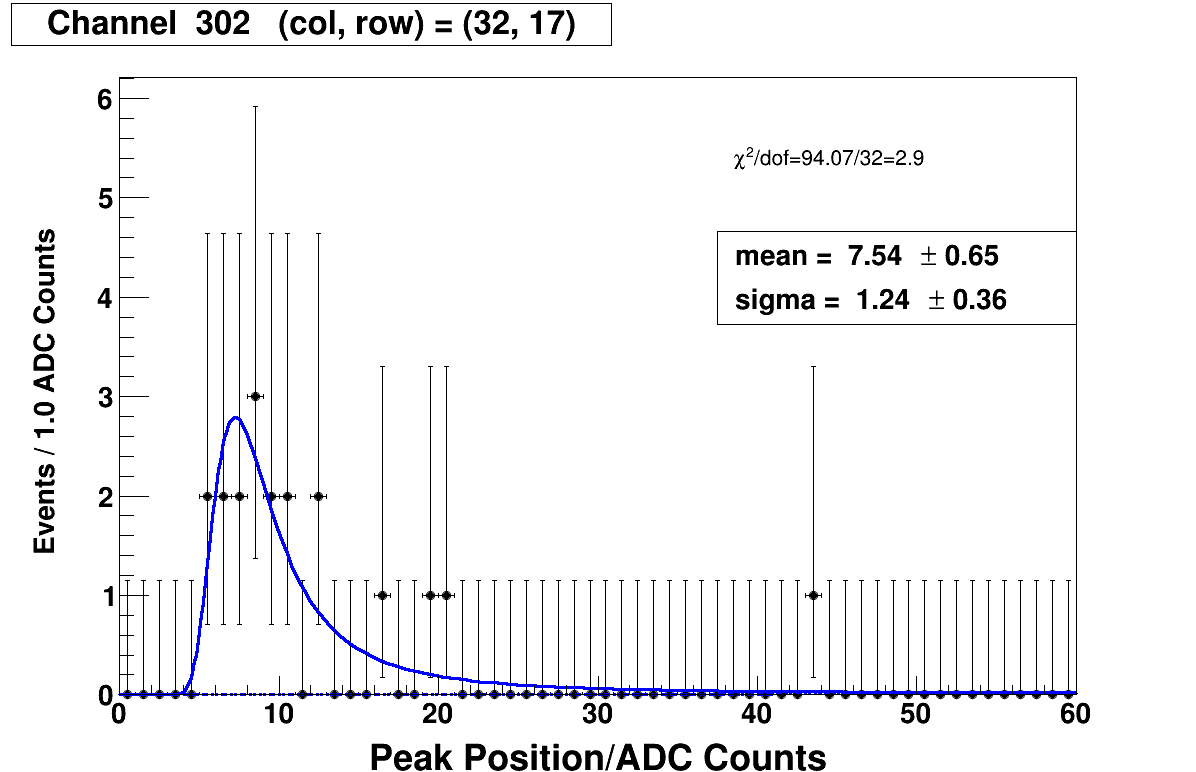 Channel 302 (col, row) = (32, 17)
6
χ²/dof=94.07/32=2.9
5
mean = 7.54 ± 0.65
4
sigma = 1.24 ± 0.36
3
2
1
0
Events / 1.0 ADC Counts
0 10 20 30 40 50 60
Peak Position/ADC Counts